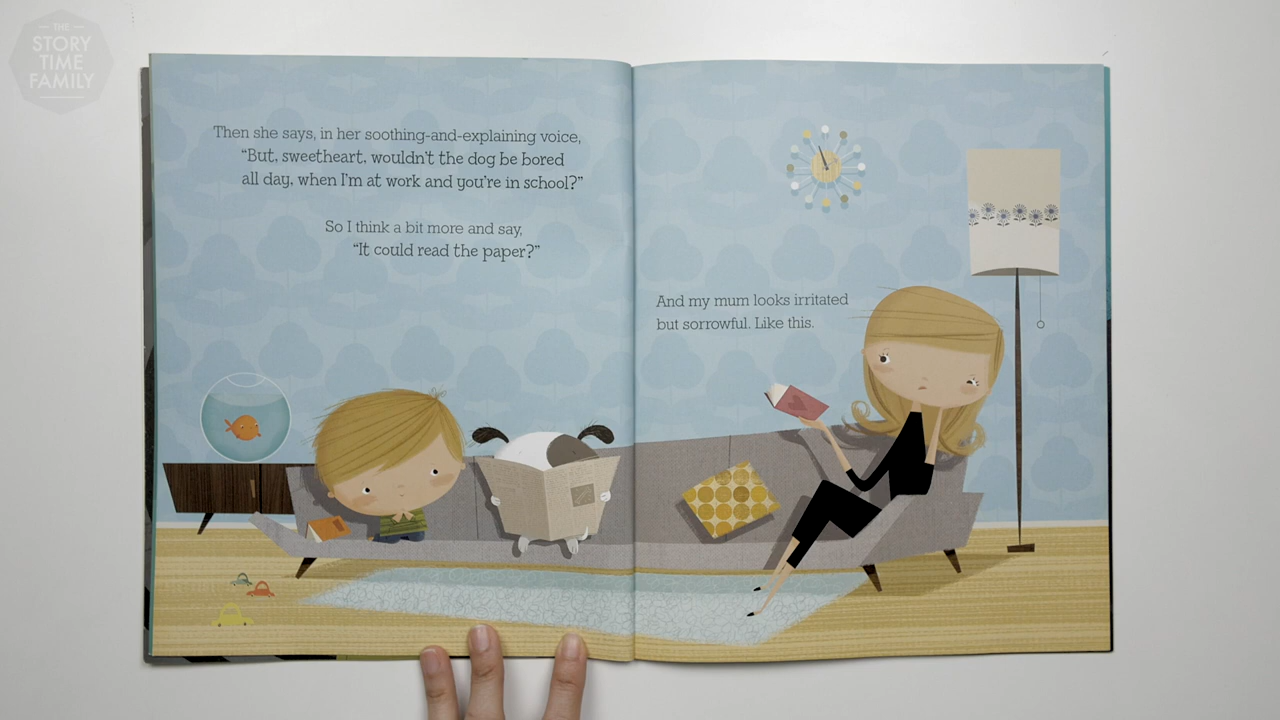 THE
STORY
TIME
FAMILY
Then she says, in her soothing-and-explaining voice,
“But, sweetheart, wouldn’t the dog be bored
all day, when I’m at work and you’re in school?”
So I think a bit more and say,
“It could read the paper?”
And my mum looks irritated
but sorrowful. Like this.